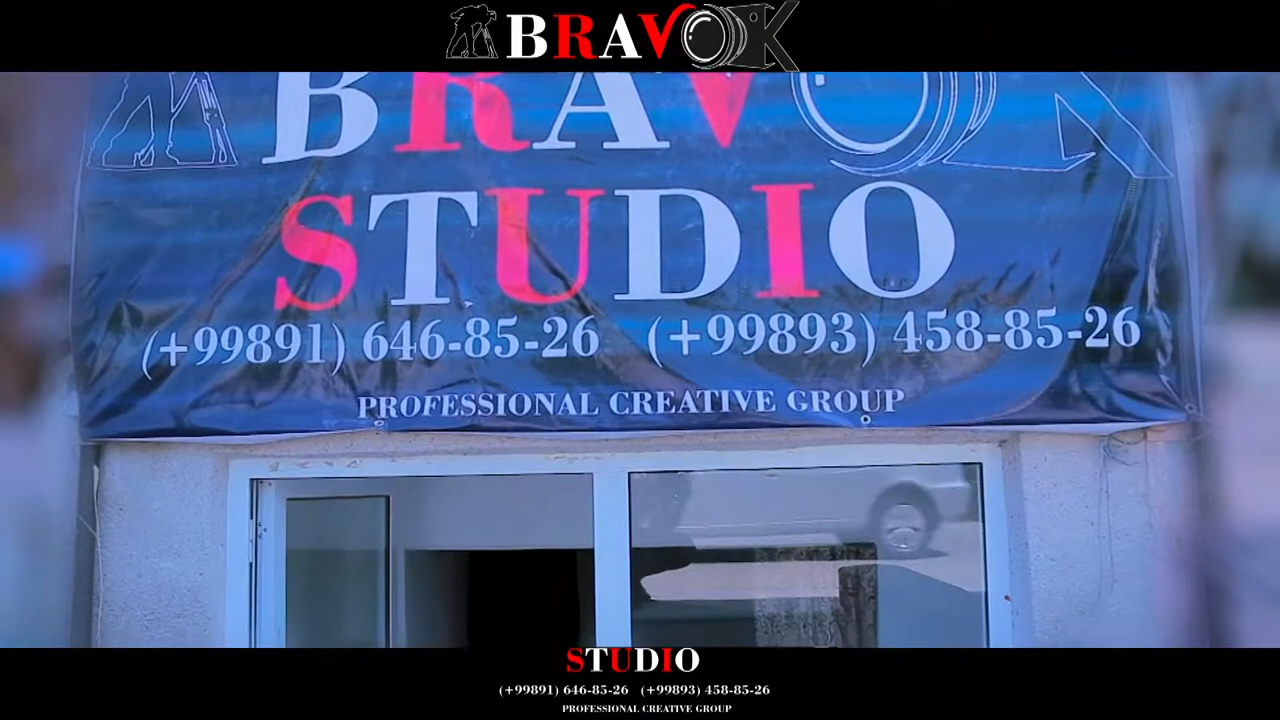 BRAVOK
BRAVOK
STUDIO
(+99891) 646-85-26 (+99893) 458-85-26
PROFESSIONAL CREATIVE GROUP
STUDIO
(+99891) 646-85-26 (+99893) 458-85-26
PROFESSIONAL CREATIVE GROUP